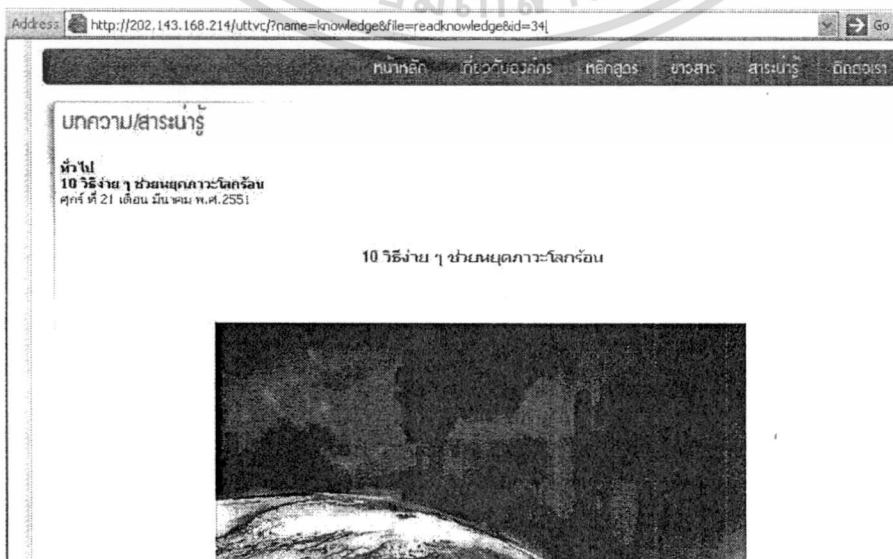 Address http://202.143.168.214/uttvc/?name=knowledge&file=readknowledge&id=34 Go
หน้าหลัก เกี่ยวกับองค์กร หลักสูตร ข่าวสาร สาระน่ารู้ ติดต่อเรา
บทความ/สาระน่ารู้
ทั่วไป
10 วิธีง่าย ๆ ช่วยหยุดภาวะโลกร้อน
ศุกร์ ที่ 21 เดือน มีนาคม พ.ศ.2551
10 วิธีง่าย ๆ ช่วยหยุดภาวะโลกร้อน